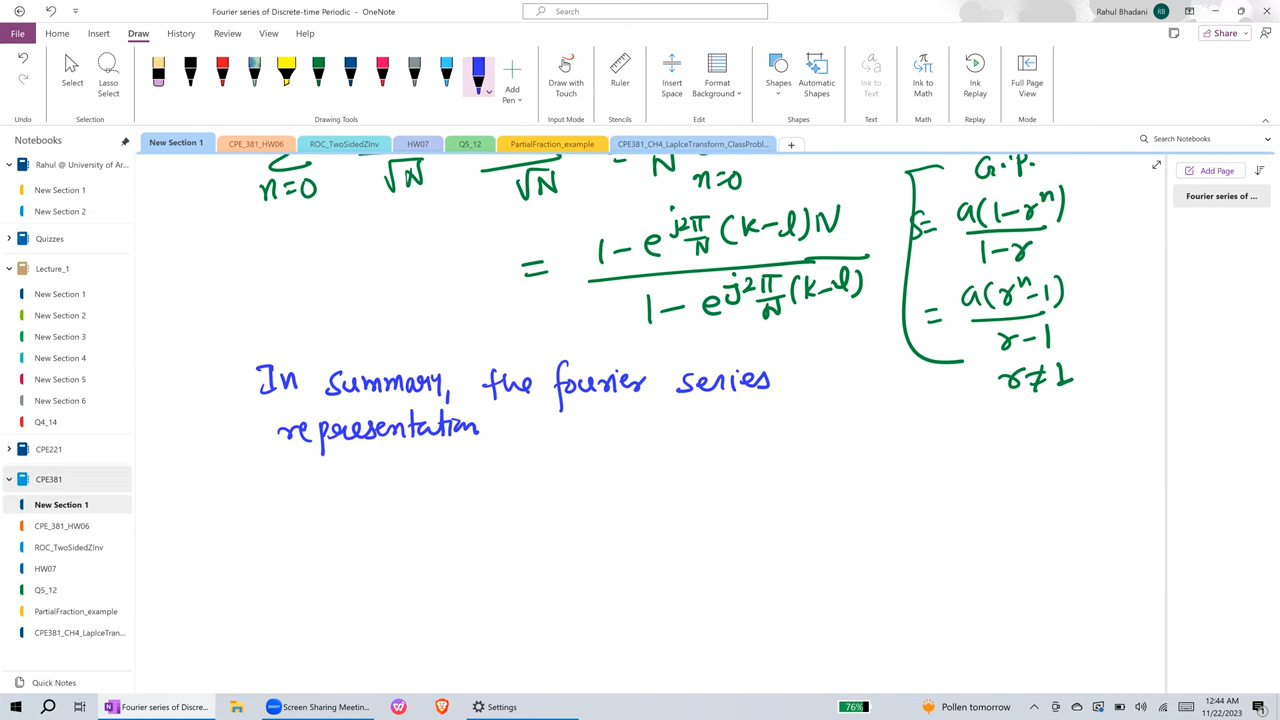 Fourier series of Discrete-time Periodic - OneNote
Search
Rahul Bhadani RB
File Home Insert Draw History Review View Help
Share
Select
Lasso Select
Add Pen
Draw with Touch
Ruler
Insert Space
Format Background
Shapes
Automatic Shapes
Ink to Text
Ink to Math
Ink Replay
Full Page View
Undo Selection Drawing Tools Input Mode Stencils Edit Shapes Text Math Replay Mode
Notebooks
New Section 1 CPE_381_HW06 ROC_TwoSidedZInv HW07 Q5_12 PartialFraction_example CPE381_CH4_LaplceTransform_ClassProbl... +
Search Notebooks
Add Page
Fourier series of ...
Rahul @ University of Ar...
New Section 1
New Section 2
Quizzes
Lecture_1
New Section 1
New Section 2
New Section 3
New Section 4
New Section 5
New Section 6
Q4_14
CPE221
CPE381
New Section 1
CPE_381_HW06
ROC_TwoSidedZInv
HW07
Q5_12
PartialFraction_example
CPE381_CH4_LaplceTran...
Quick Notes
n=0 √N √N = N n=0
= (1 - e^{j2π/N (k-l)N}) / (1 - e^{j2π/N (k-l)})
G.P.
S = a(1-r^n) / (1-r)
= a(r^n-1) / (r-1)
r≠1
In summary, the fourier series
representation
Fourier series of Discre...
Screen Sharing Meetin...
Settings
76%
Pollen tomorrow
12:44 AM
11/22/2023